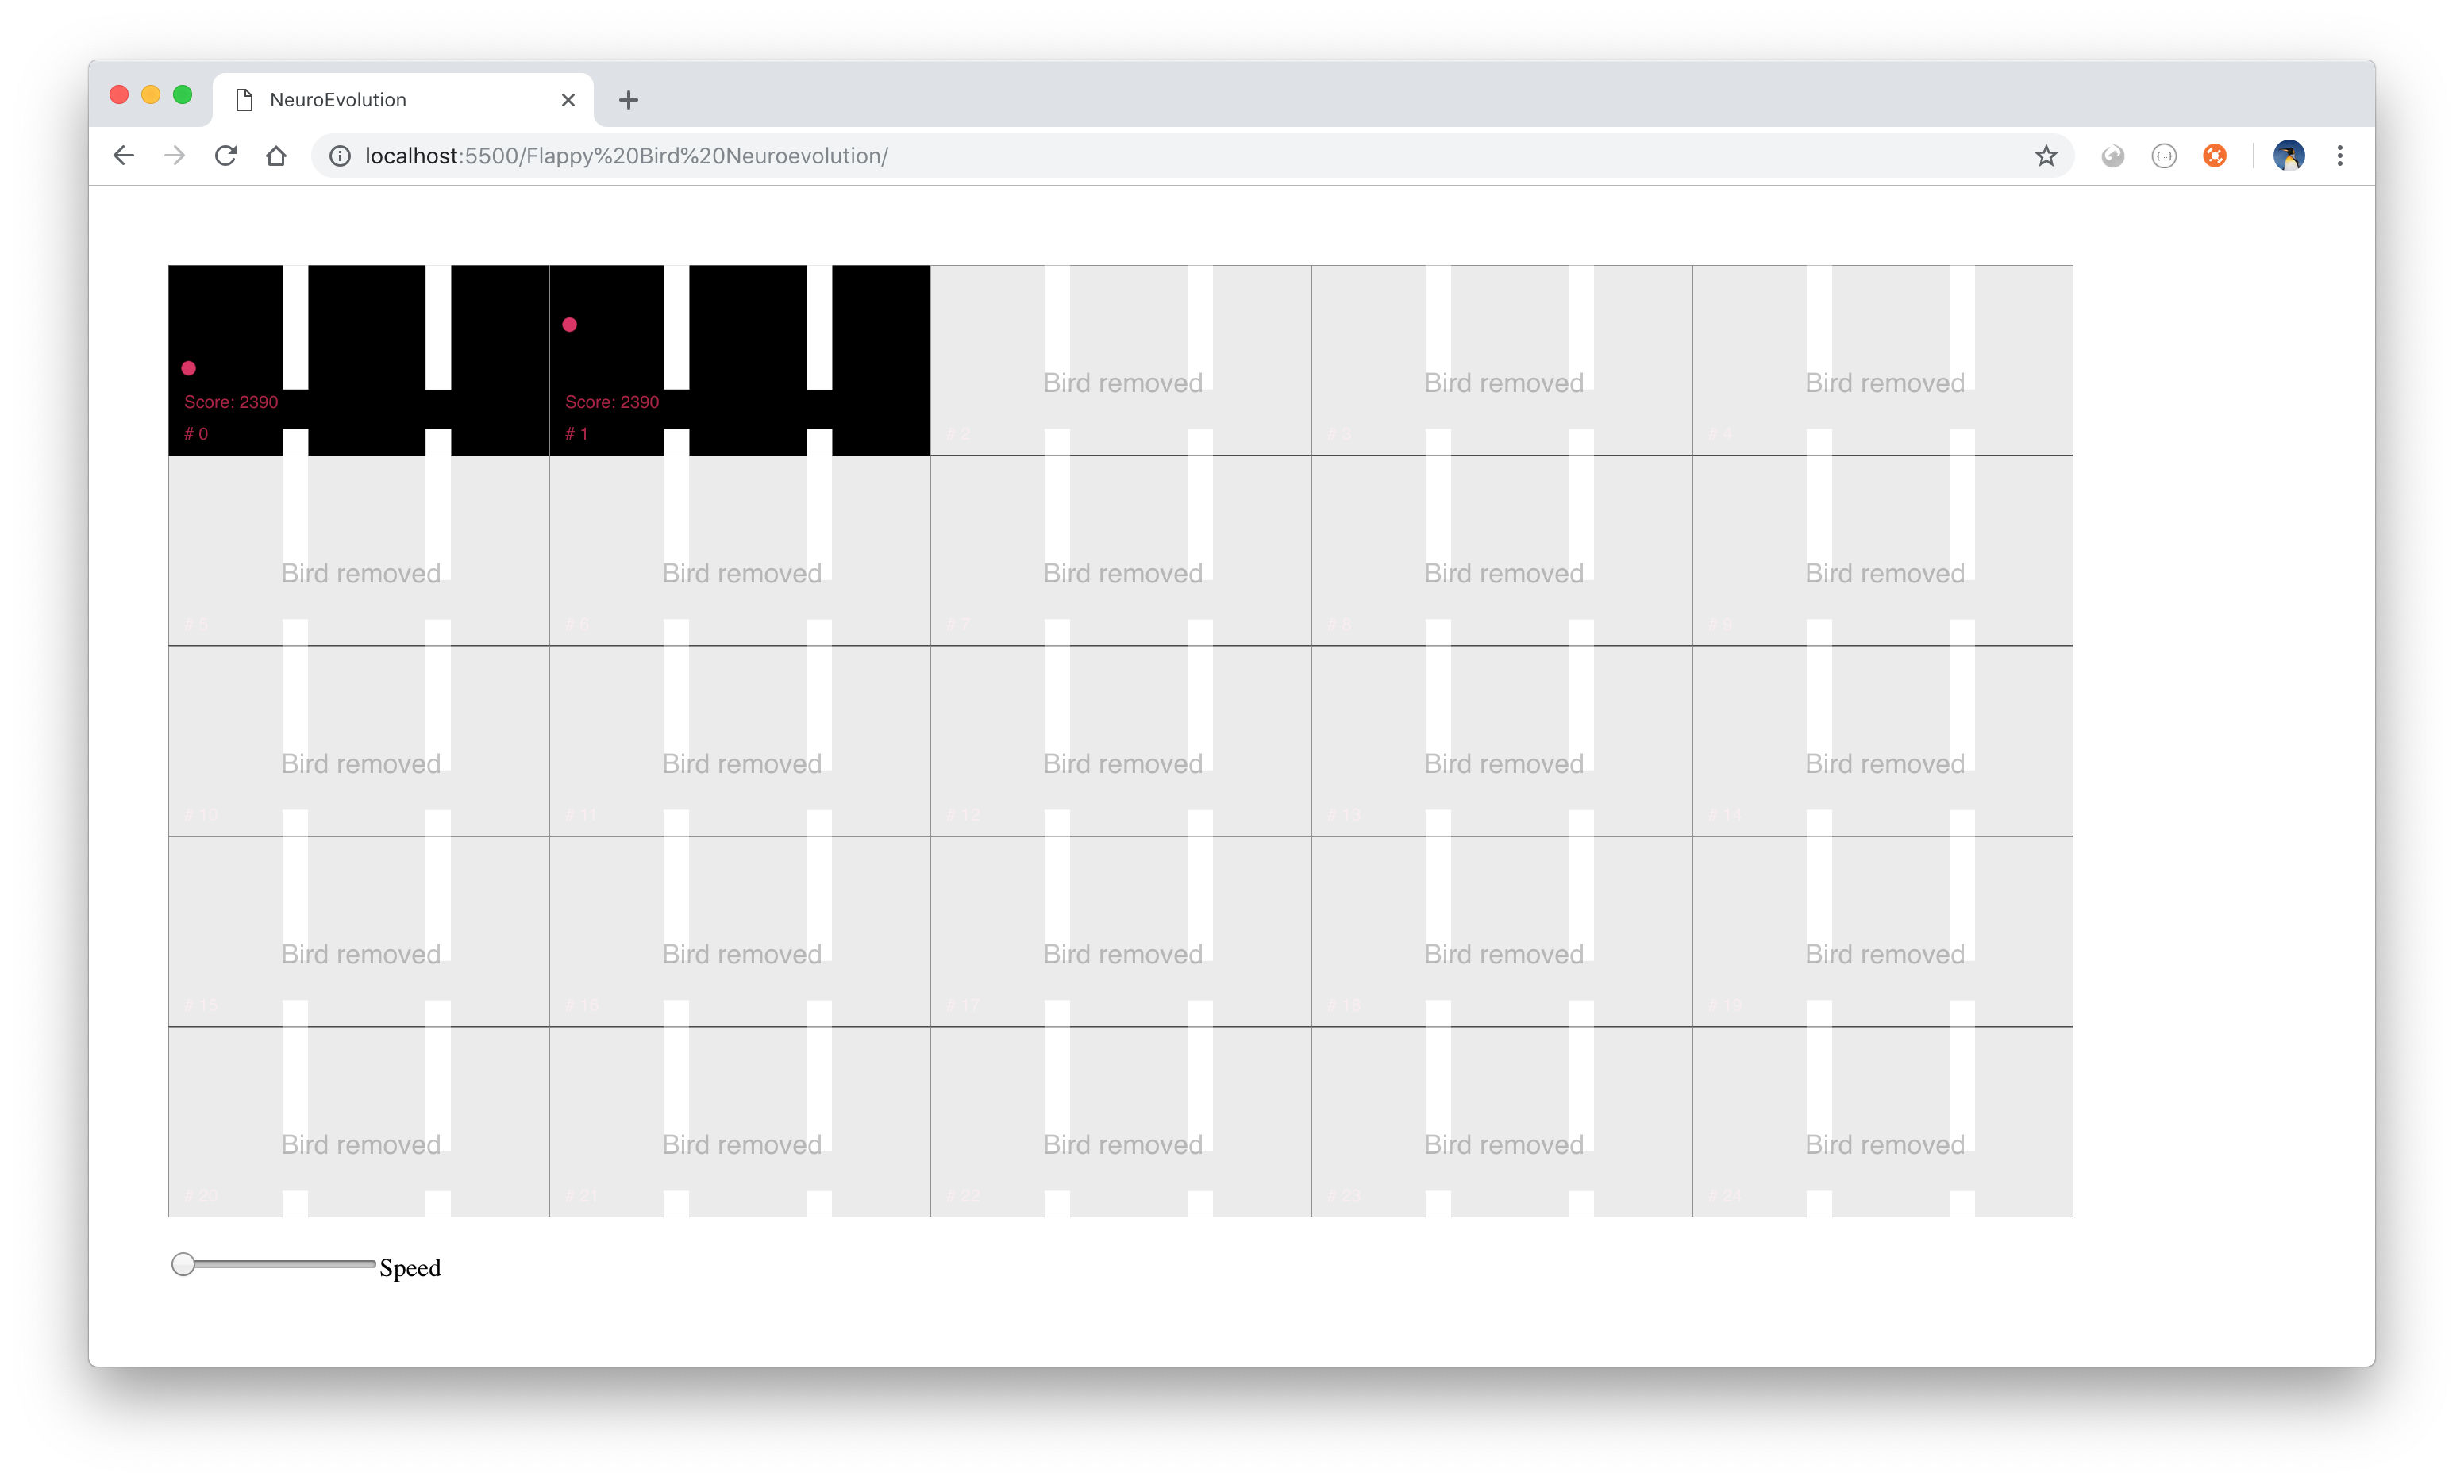 NeuroEvolution
localhost:5500/Flappy%20Bird%20Neuroevolution/
Score: 2390
# 0
Score: 2390
# 1
Bird removed
# 2
Bird removed
# 3
Bird removed
# 4
Bird removed
# 5
Bird removed
# 6
Bird removed
# 7
Bird removed
# 8
Bird removed
# 9
Bird removed
# 10
Bird removed
# 11
Bird removed
# 12
Bird removed
# 13
Bird removed
# 14
Bird removed
# 15
Bird removed
# 16
Bird removed
# 17
Bird removed
# 18
Bird removed
# 19
Bird removed
# 20
Bird removed
# 21
Bird removed
# 22
Bird removed
# 23
Bird removed
# 24
Speed